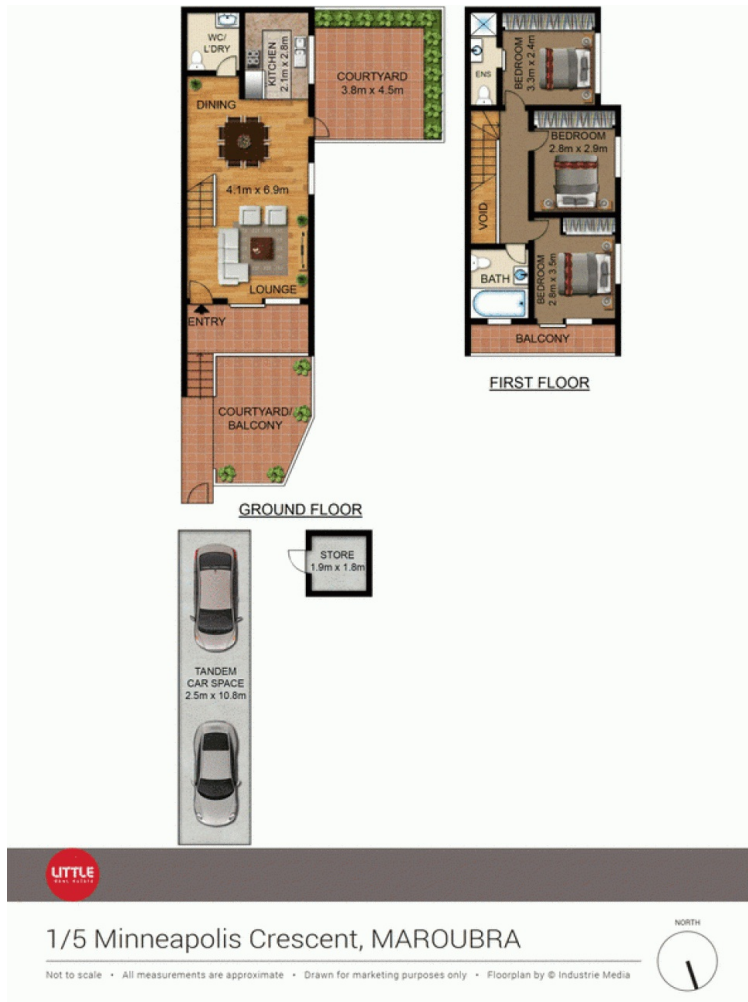 WC/
L'DRY
KITCHEN
2.1m x 2.8m
COURTYARD
3.8m x 4.5m
DINING
4.1m x 6.9m
LOUNGE
ENTRY
COURTYARD/
BALCONY
GROUND FLOOR
ENS
BEDROOM
3.3m x 2.4m
BEDROOM
2.8m x 2.9m
VOID
BATH
BEDROOM
2.8m x 3.5m
BALCONY
FIRST FLOOR
STORE
1.9m x 1.8m
TANDEM
CAR SPACE
2.5m x 10.8m
LITTLE
Real Estate
1/5 Minneapolis Crescent, MAROUBRA
Not to scale • All measurements are approximate • Drawn for marketing purposes only • Floorplan by © Industrie Media
NORTH